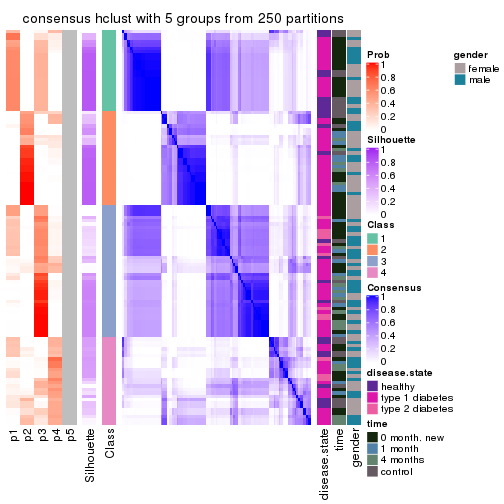 consensus hclust with 5 groups from 250 partitions
Prob
1
0.8
0.6
0.4
0.2
0
gender
female
male
Silhouette
1
0.8
0.6
0.4
0.2
0
Class
1
2
3
4
Consensus
1
0.8
0.6
0.4
0.2
0
disease.state
healthy
type 1 diabetes
type 2 diabetes
time
0 month. new
1 month
4 months
control
p1
p2
p3
p4
p5
Silhouette
Class
disease.state
time
gender